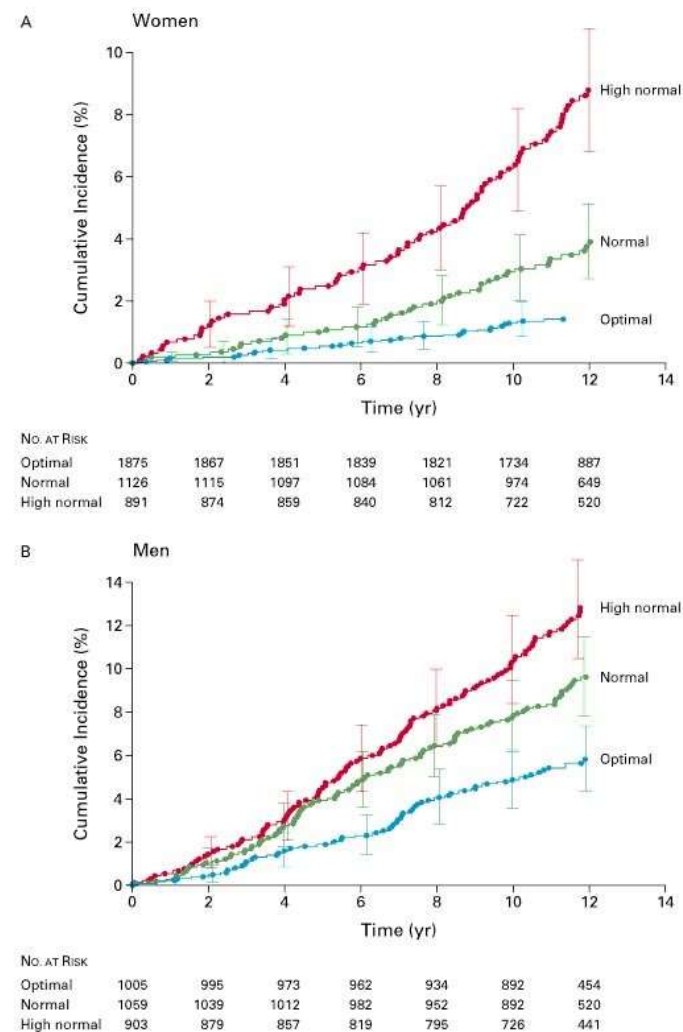 A Women
10
8
6
4
2
0
Cumulative Incidence (%)
High normal
Normal
Optimal
0 2 4 6 8 10 12 14
Time (yr)
NO. AT RISK
Optimal 1875 1867 1851 1839 1821 1734 887
Normal 1126 1115 1097 1084 1061 974 649
High normal 891 874 859 840 812 722 520
B Men
14
12
10
8
6
4
2
0
Cumulative Incidence (%)
High normal
Normal
Optimal
0 2 4 6 8 10 12 14
Time (yr)
NO. AT RISK
Optimal 1005 995 973 962 934 892 454
Normal 1059 1039 1012 982 952 892 520
High normal 903 879 857 819 795 726 441